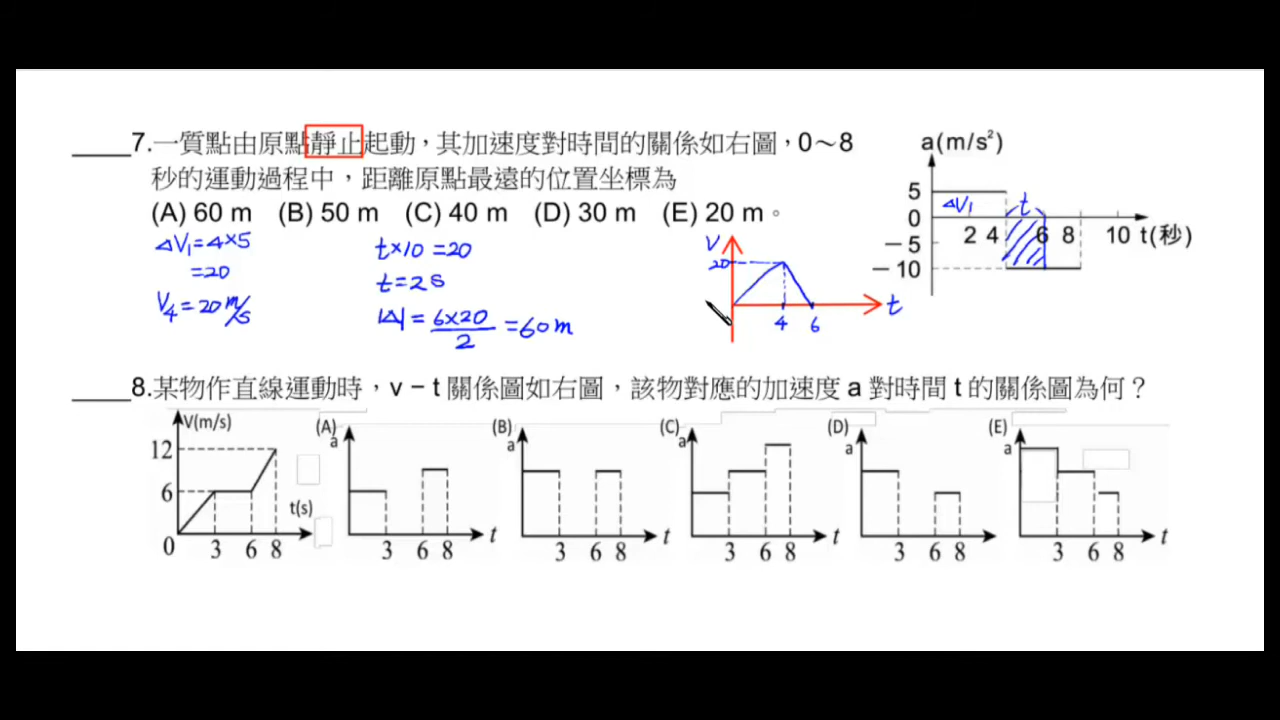 7.一質點由原點靜止起動，其加速度對時間的關係如右圖，0～8
秒的運動過程中，距離原點最遠的位置坐標為
(A) 60 m (B) 50 m (C) 40 m (D) 30 m (E) 20 m。
△V₁=4×5
=20
V₄=20 m/s
t×10=20
t=2s
|△|=6×20/2=60m
V
20
4 6 t
a(m/s²)
5
0
－5
－10
2 4 6 8 10 t(秒)
△V₁ t
8.某物作直線運動時，v－t 關係圖如右圖，該物對應的加速度 a 對時間 t 的關係圖為何？
V(m/s)
12
6
0 3 6 8
t(s)
(A) a 3 6 8 t
(B) a 3 6 8 t
(C) a 3 6 8 t
(D) a 3 6 8 t
(E) a 3 6 8 t